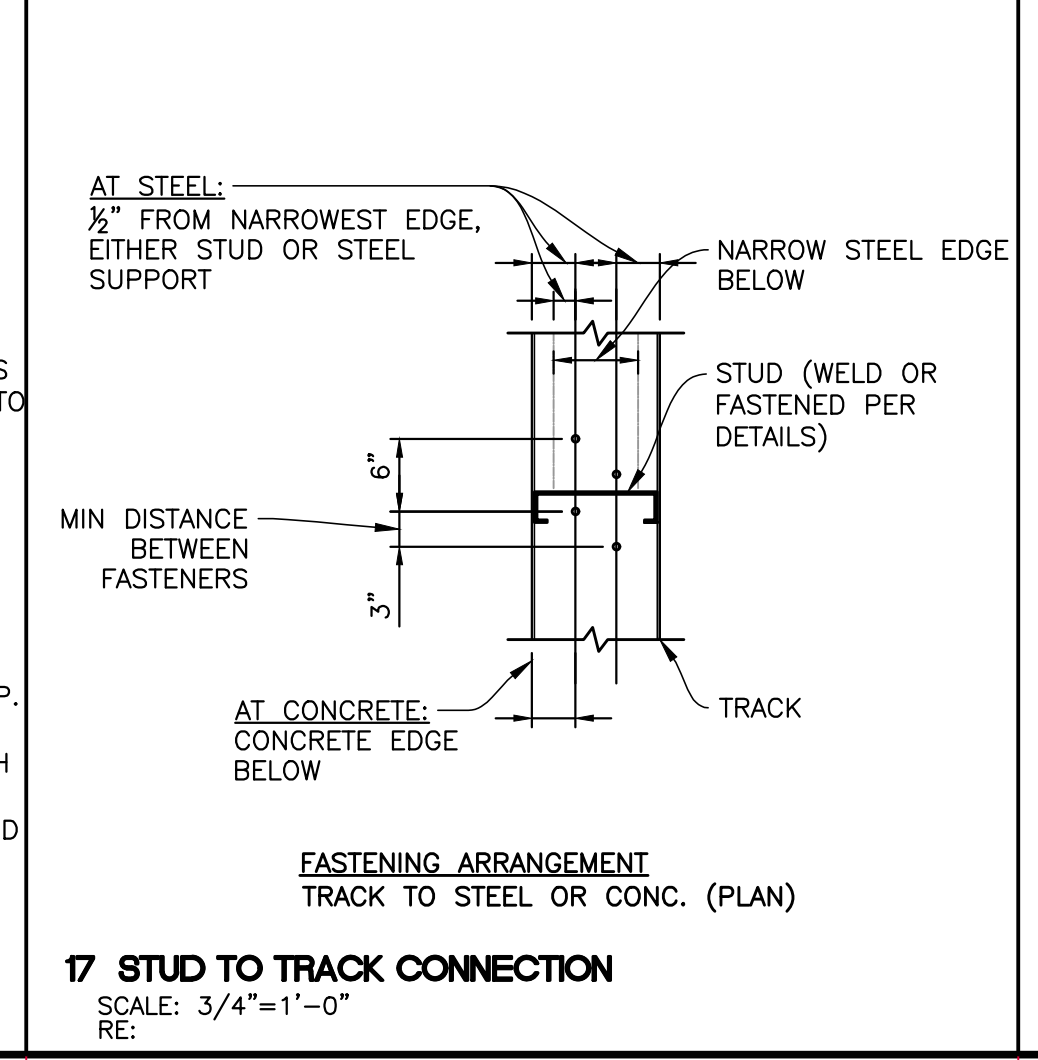 AT STEEL:
½" FROM NARROWEST EDGE,
EITHER STUD OR STEEL
SUPPORT
NARROW STEEL EDGE
BELOW
S
TO
STUD (WELD OR
FASTENED PER
DETAILS)
6"
MIN DISTANCE
BETWEEN
FASTENERS
3"
P.
AT CONCRETE:
CONCRETE EDGE
BELOW
TRACK
H
D
FASTENING ARRANGEMENT
TRACK TO STEEL OR CONC. (PLAN)
17 STUD TO TRACK CONNECTION
SCALE: 3/4"=1'-0"
RE: